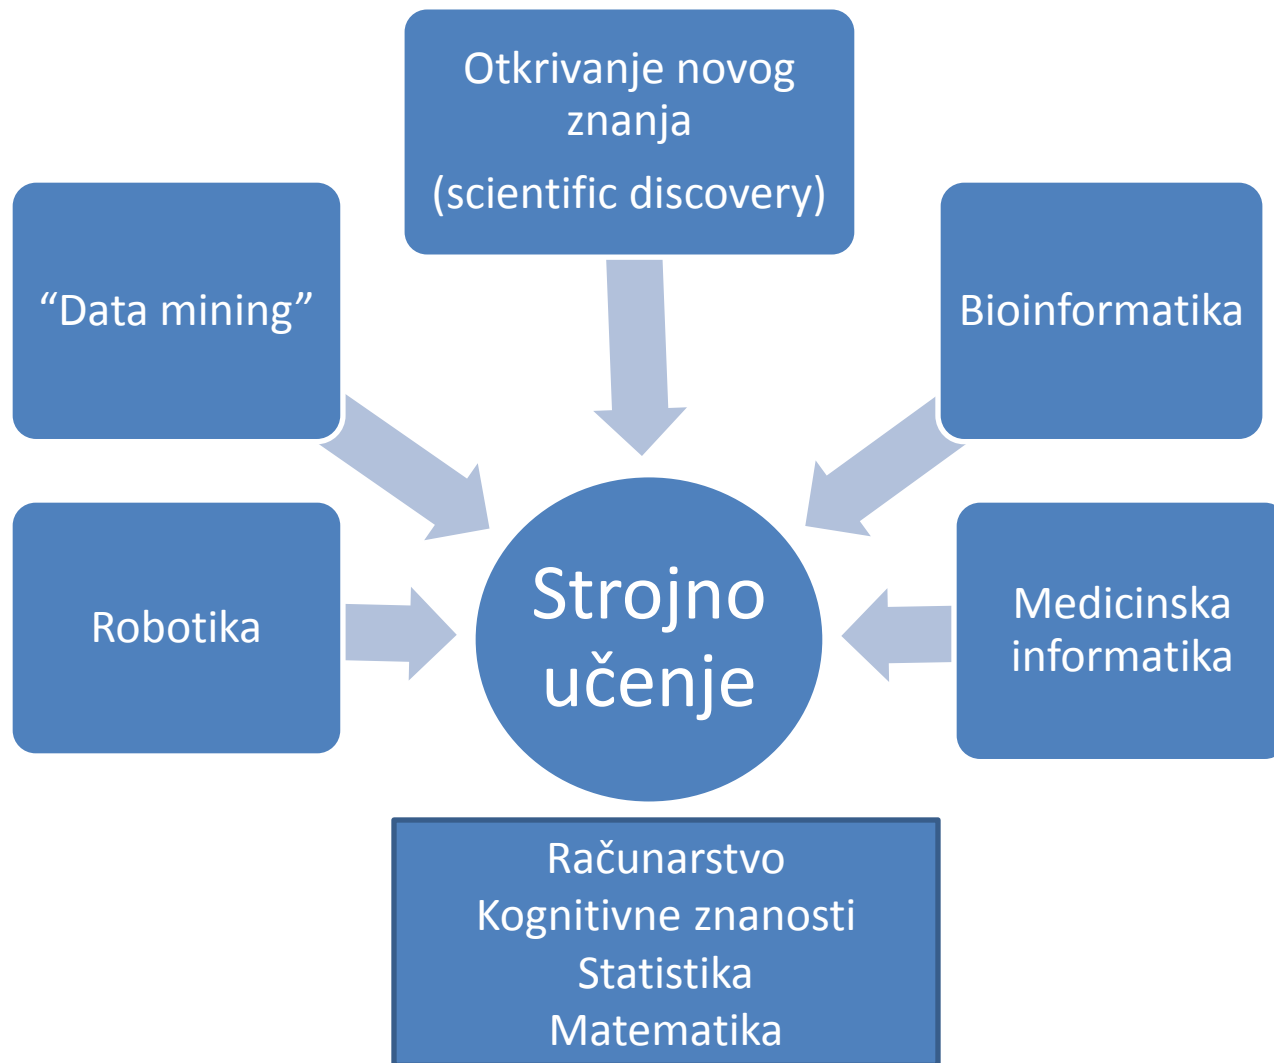 Otkrivanje novog
znanja
(scientific discovery)
“Data mining”
Bioinformatika
Robotika
Strojno
učenje
Medicinska
informatika
Računarstvo
Kognitivne znanosti
Statistika
Matematika